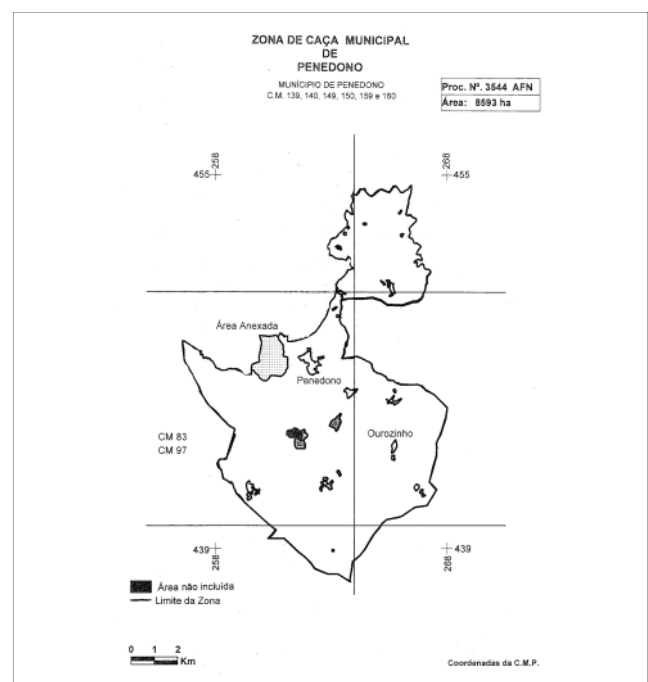 ZONA DE CAÇA MUNICIPAL
DE
PENEDONO
MUNICÍPIO DE PENEDONO
C.M. 139, 140, 149, 150, 159 e 160
Proc. Nº. 3544 AFN
Área: 8593 ha
258
455
268
455
Área Anexada
Penedono
Ourozinho
CM 83
CM 97
439
258
439
268
Área não incluída
Limite da Zona
0 1 2
Km
Coordenadas da C.M.P.